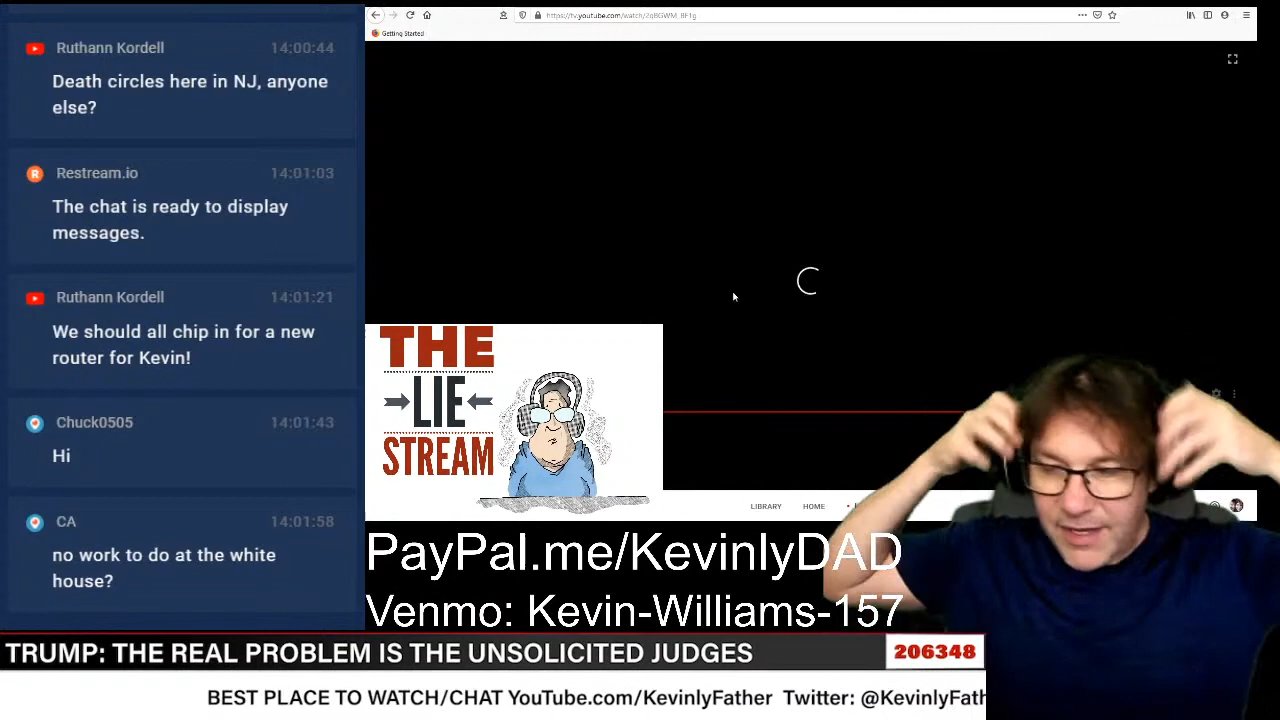 Ruthann Kordell 14:00:44
Death circles here in NJ, anyone
else?
Restream.io 14:01:03
The chat is ready to display
messages.
Ruthann Kordell 14:01:21
We should all chip in for a new
router for Kevin!
Chuck0505 14:01:43
Hi
CA 14:01:58
no work to do at the white
house?
Getting Started
THE
LIE
STREAM
LIBRARY HOME
PayPal.me/KevinlyDAD
Venmo: Kevin-Williams-157
TRUMP: THE REAL PROBLEM IS THE UNSOLICITED JUDGES 206348
BEST PLACE TO WATCH/CHAT YouTube.com/KevinlyFather Twitter: @KevinlyFath